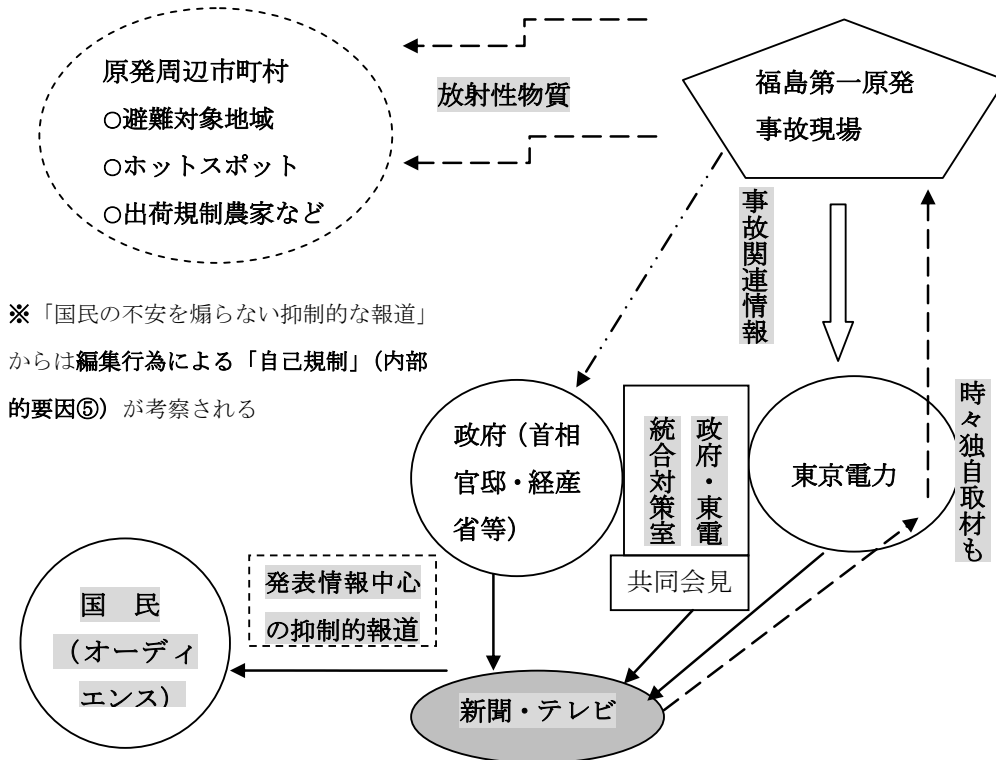 原発周辺市町村
○避難対象地域
○ホットスポット
○出荷規制農家など
放射性物質
福島第一原発
事故現場
事故関連情報
※「国民の不安を煽らない抑制的な報道」
からは編集行為による「自己規制」(内部
的要因⑤)が考察される
政府(首相
官邸・経産
省等)
政府・東電
統合対策室
共同会見
東京電力
時々独自取材も
発表情報中心
の抑制的報道
国　民
(オーディ
エンス)
新聞・テレビ